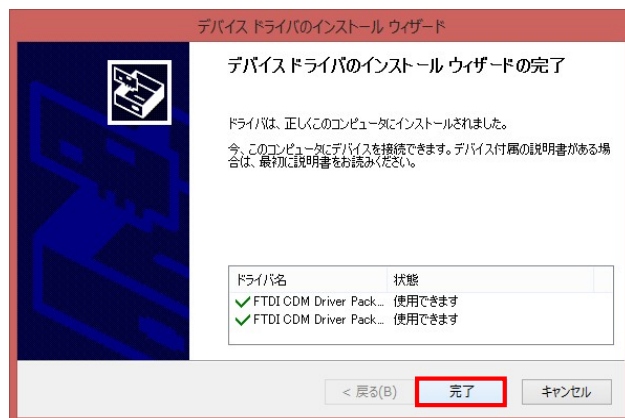 デバイス ドライバのインストール ウィザード
デバイス ドライバのインストール ウィザードの完了
ドライバは、正しくこのコンピュータにインストールされました。
今、このコンピュータにデバイスを接続できます。デバイス付属の説明書がある場
合は、最初に説明書をお読みください。
ドライバ名 状態
FTDI CDM Driver Pack... 使用できます
FTDI CDM Driver Pack... 使用できます
< 戻る(B) 完了 キャンセル